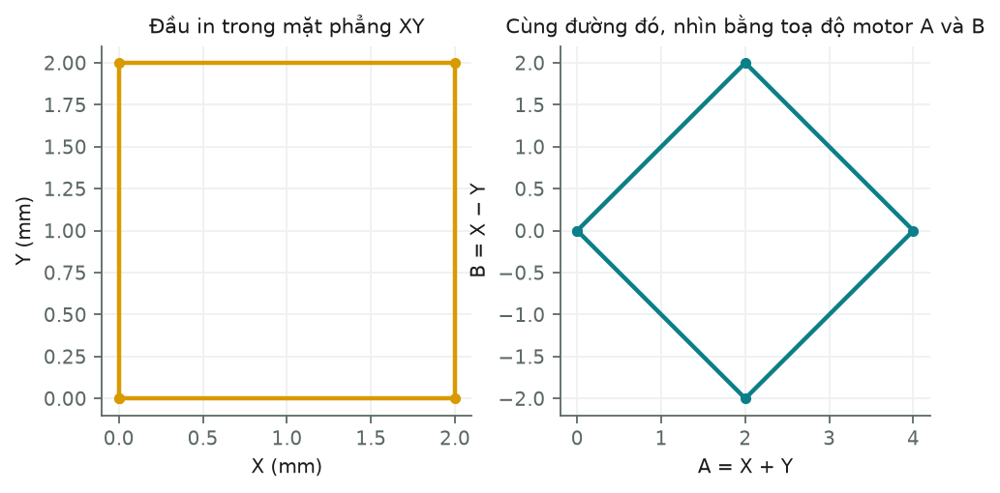 Đầu in trong mặt phẳng XY
Y (mm)
2.00
1.75
1.50
1.25
1.00
0.75
0.50
0.25
0.00
0.0 0.5 1.0 1.5 2.0
X (mm)
Cùng đường đó, nhìn bằng toạ độ motor A và B
B = X − Y
2.0
1.5
1.0
0.5
0.0
−0.5
−1.0
−1.5
−2.0
0 1 2 3 4
A = X + Y